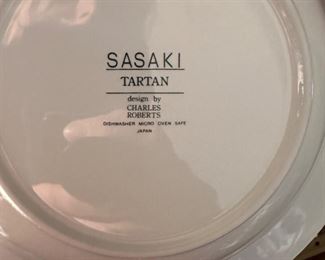 SASAKI
TARTAN
design by
CHARLES
ROBERTS
DISHWASHER MICRO OVEN SAFE
JAPAN